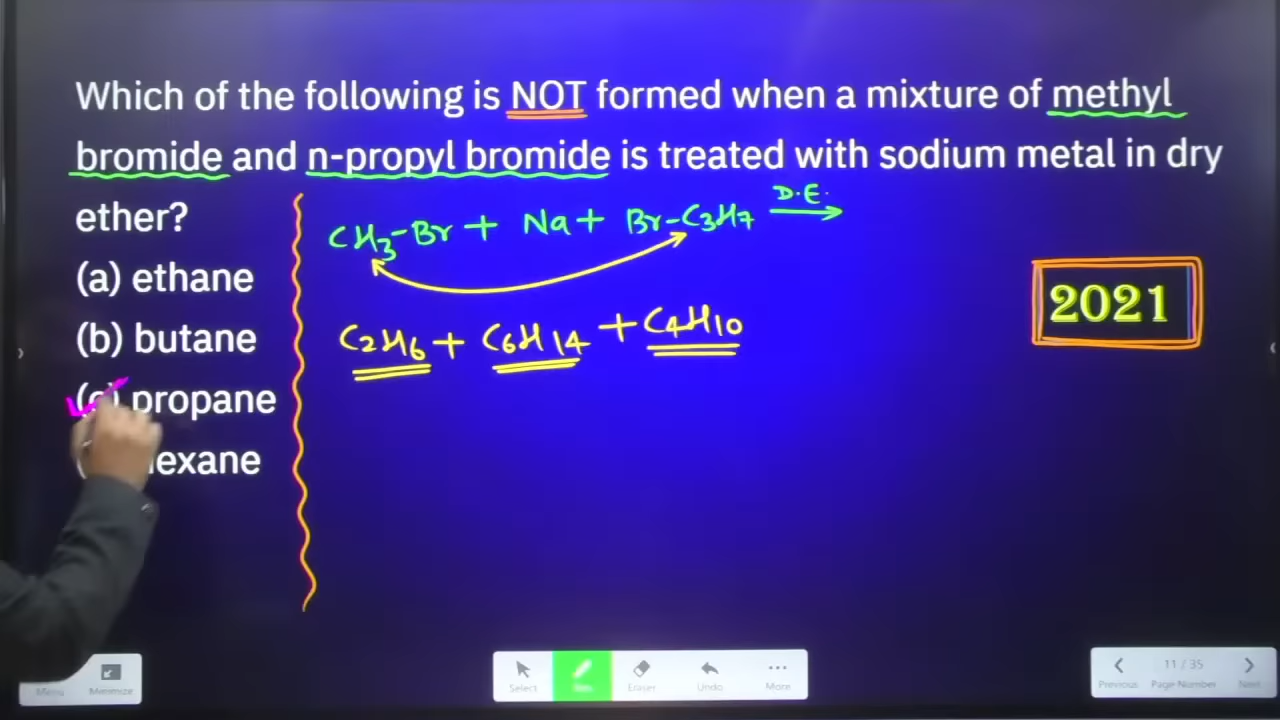 Which of the following is NOT formed when a mixture of methyl
bromide and n-propyl bromide is treated with sodium metal in dry
ether?
CH3-Br + Na + Br-C3H7 D.E.
(a) ethane
2021
(b) butane
C2H6 + C6H14 + C4H10
propane
Menu
Minimize
Select
Pen
Eraser
Undo
More
Previous
11 / 35
Page Number
Next